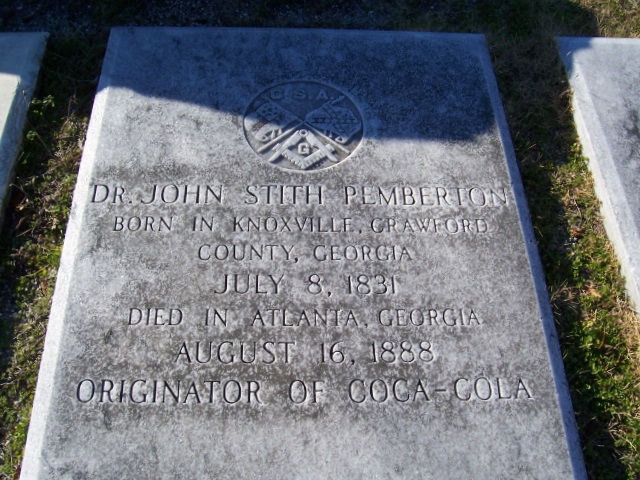 C.S.A.
G
DR. JOHN STITH PEMBERTON
BORN IN KNOXVILLE, CRAWFORD
COUNTY, GEORGIA
JULY 8, 1831
DIED IN ATLANTA, GEORGIA
AUGUST 16, 1888
ORIGINATOR OF COCA-COLA